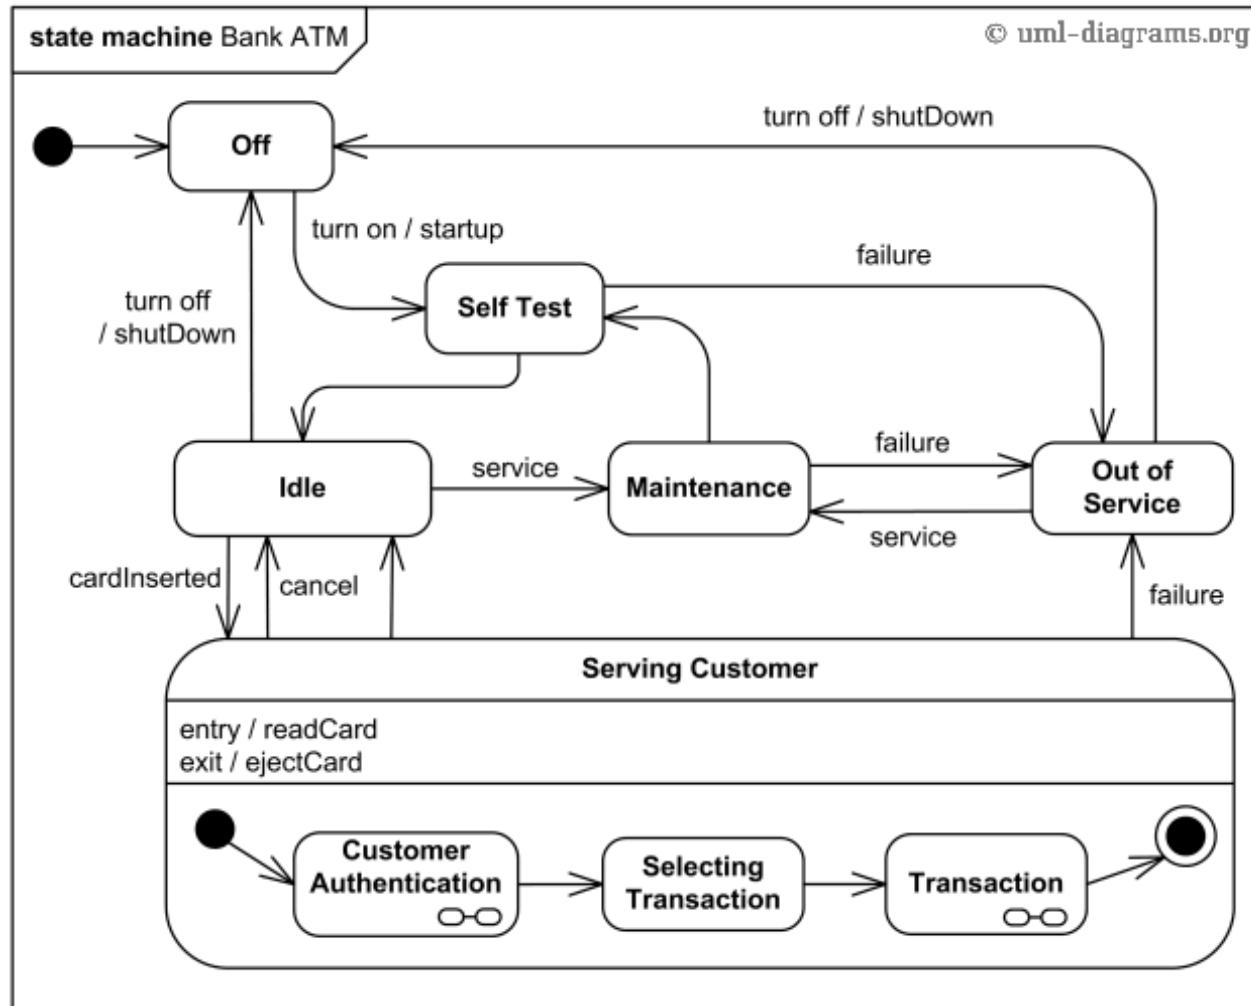 state machine Bank ATM
© uml-diagrams.org
turn off / shutDown
Off
turn on / startup
failure
Self Test
turn off
/ shutDown
Idle
service
Maintenance
failure
Out of
Service
service
cardInserted
cancel
failure
Serving Customer
entry / readCard
exit / ejectCard
Customer
Authentication
Selecting
Transaction
Transaction